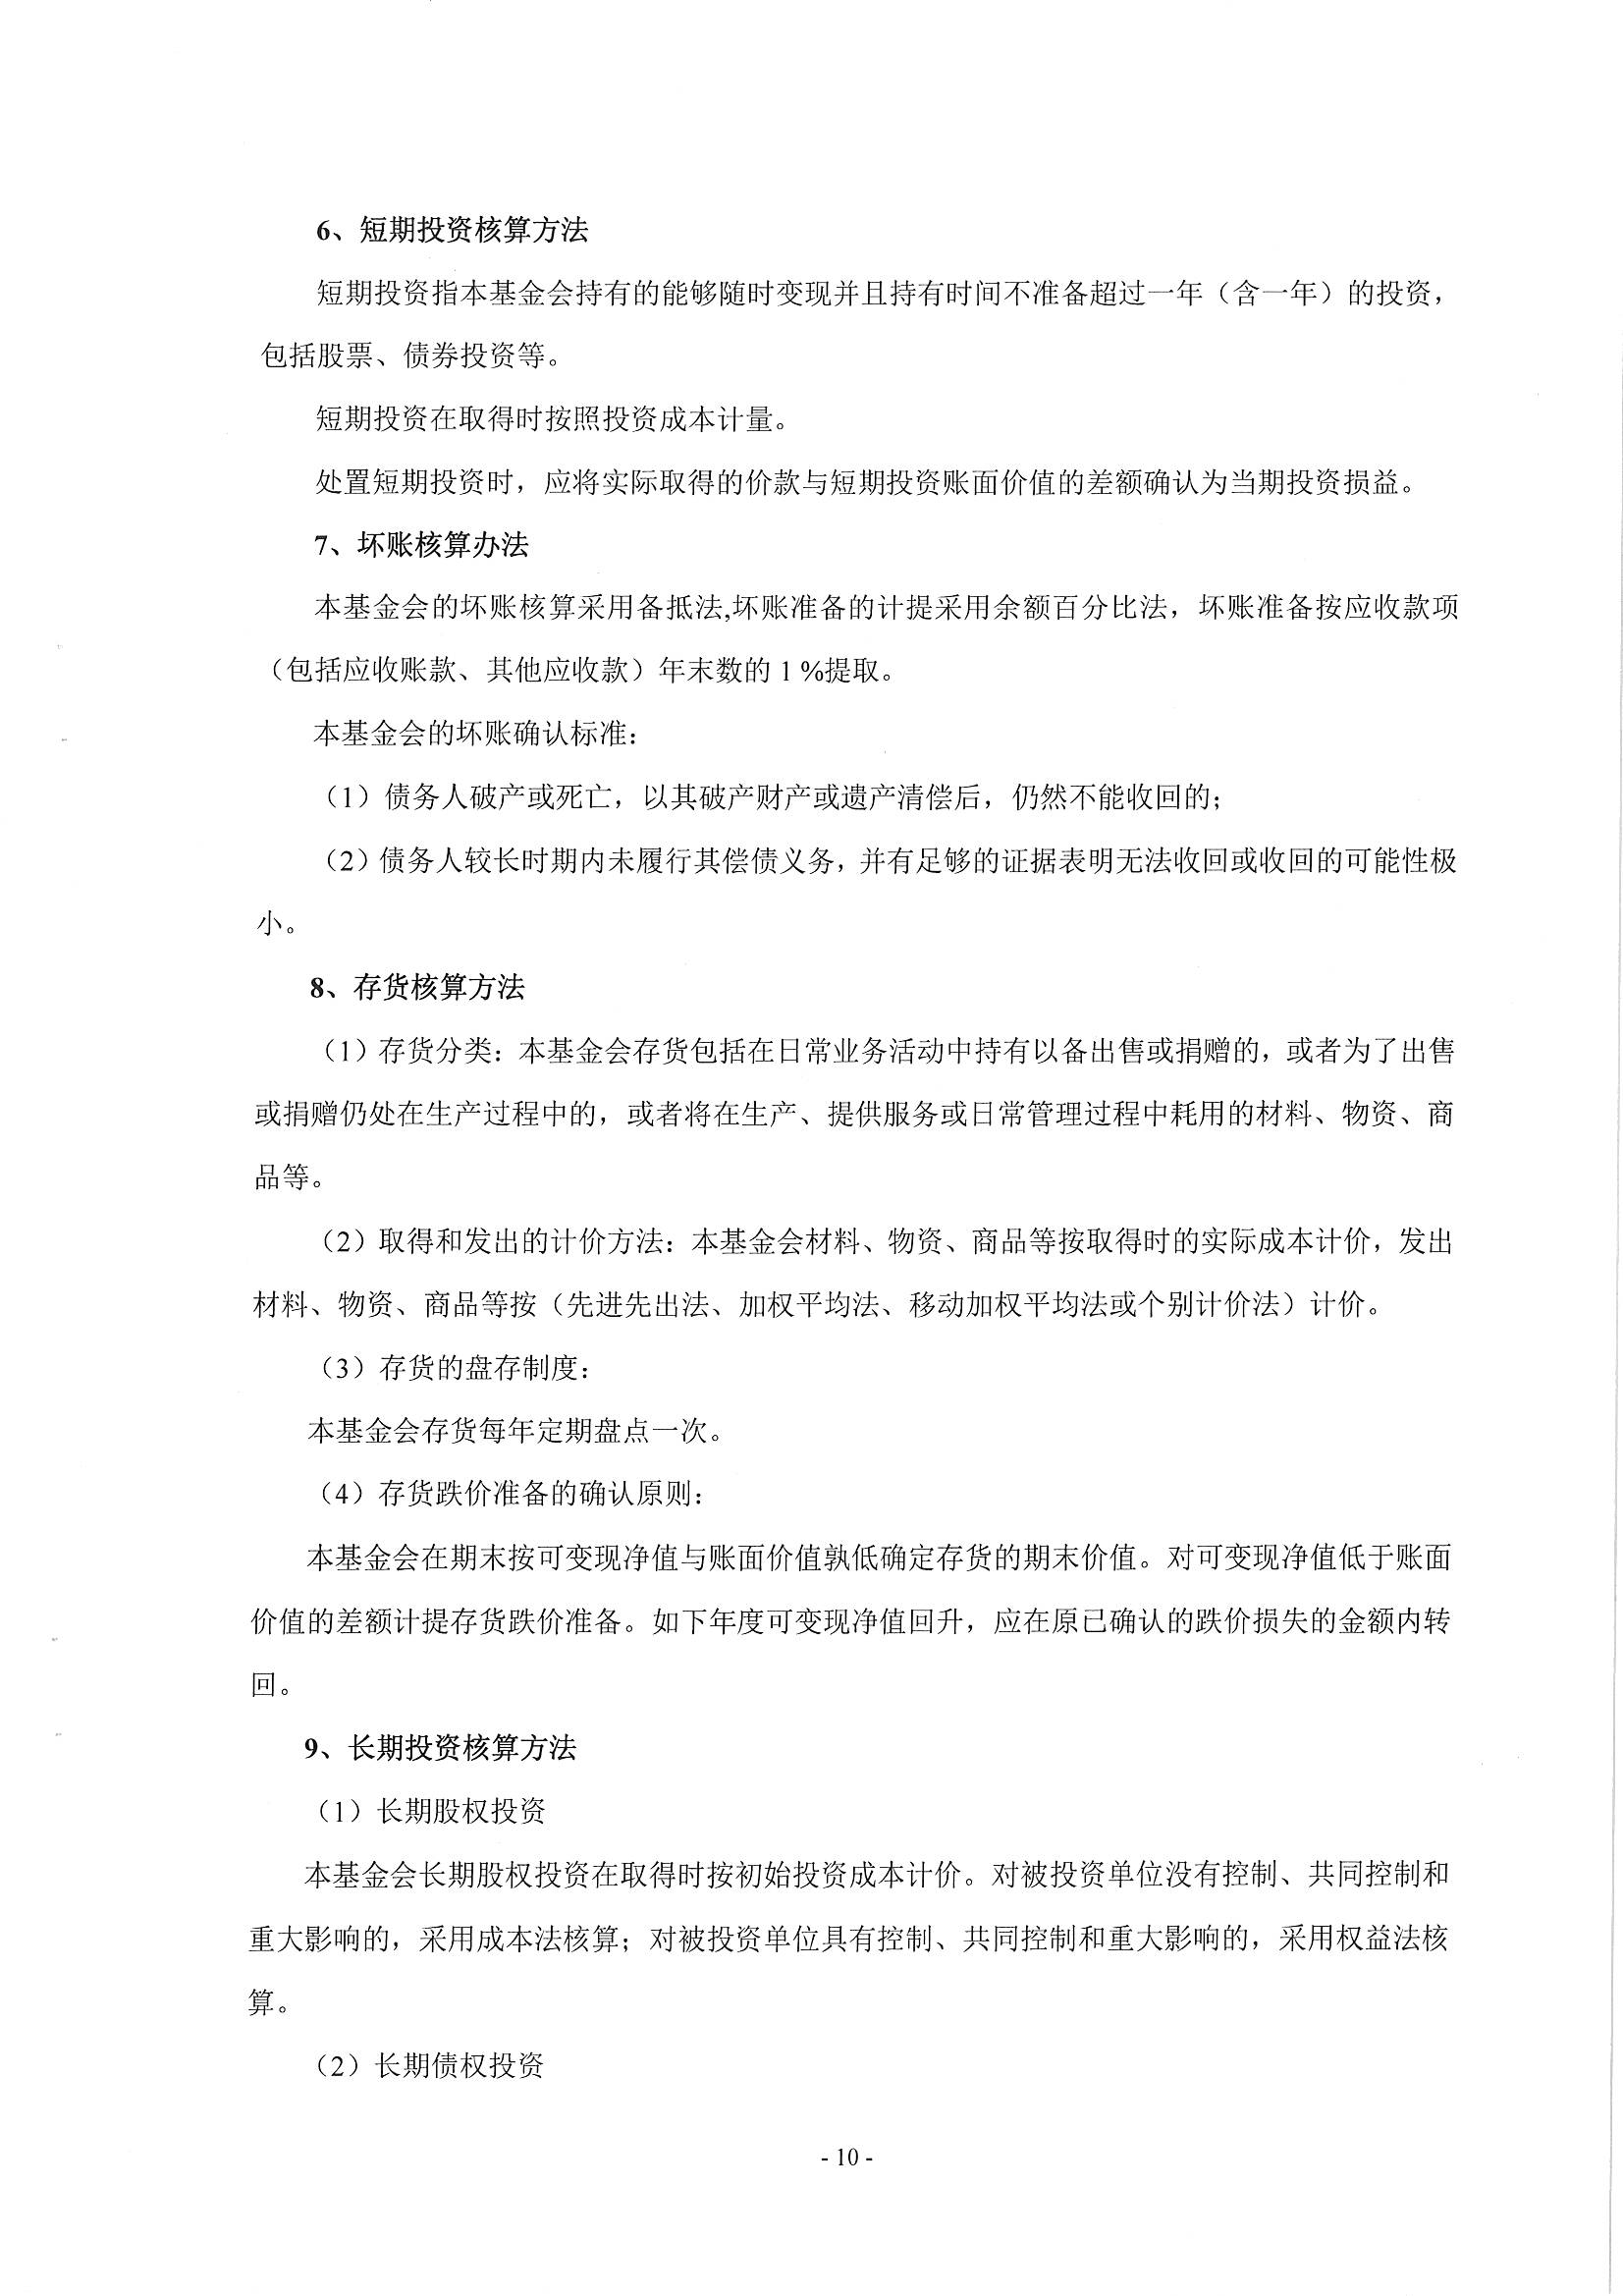 6、短期投资核算方法
短期投资指本基金会持有的能够随时变现并且持有时间不准备超过一年（含一年）的投资，
包括股票、债券投资等。
短期投资在取得时按照投资成本计量。
处置短期投资时，应将实际取得的价款与短期投资账面价值的差额确认为当期投资损益。
7、坏账核算办法
本基金会的坏账核算采用备抵法,坏账准备的计提采用余额百分比法，坏账准备按应收款项
（包括应收账款、其他应收款）年末数的 1 %提取。
本基金会的坏账确认标准：
（1）债务人破产或死亡，以其破产财产或遗产清偿后，仍然不能收回的；
（2）债务人较长时期内未履行其偿债义务，并有足够的证据表明无法收回或收回的可能性极
小。
8、存货核算方法
（1）存货分类：本基金会存货包括在日常业务活动中持有以备出售或捐赠的，或者为了出售
或捐赠仍处在生产过程中的，或者将在生产、提供服务或日常管理过程中耗用的材料、物资、商
品等。
（2）取得和发出的计价方法：本基金会材料、物资、商品等按取得时的实际成本计价，发出
材料、物资、商品等按（先进先出法、加权平均法、移动加权平均法或个别计价法）计价。
（3）存货的盘存制度：
本基金会存货每年定期盘点一次。
（4）存货跌价准备的确认原则：
本基金会在期末按可变现净值与账面价值孰低确定存货的期末价值。对可变现净值低于账面
价值的差额计提存货跌价准备。如下年度可变现净值回升，应在原已确认的跌价损失的金额内转
回。
9、长期投资核算方法
（1）长期股权投资
本基金会长期股权投资在取得时按初始投资成本计价。对被投资单位没有控制、共同控制和
重大影响的，采用成本法核算；对被投资单位具有控制、共同控制和重大影响的，采用权益法核
算。
（2）长期债权投资
- 10 -